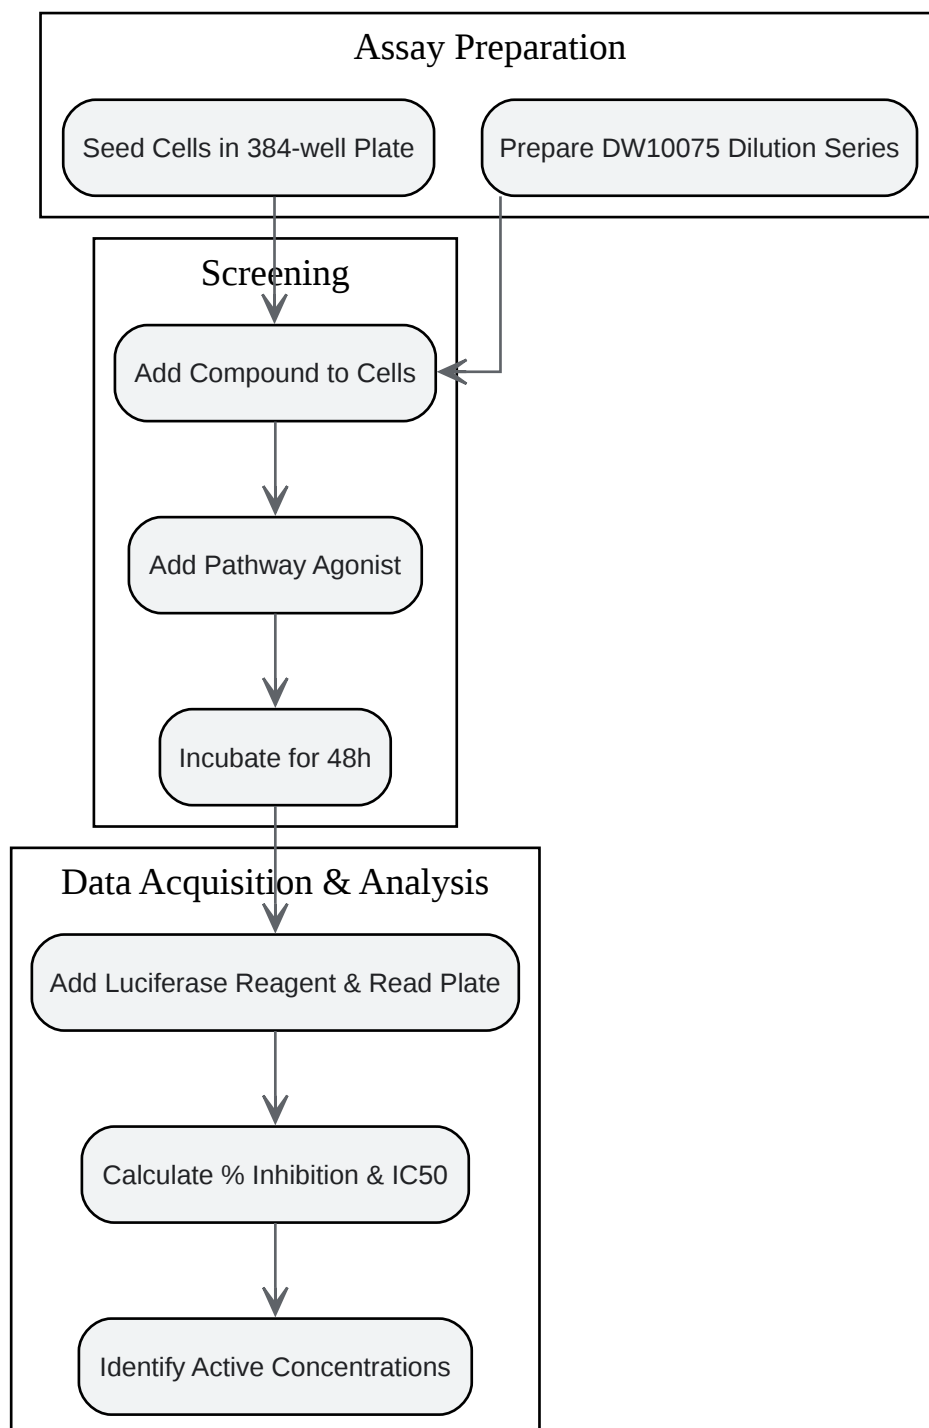 Assay Preparation
Seed Cells in 384-well Plate
Prepare DW10075 Dilution Series
Screening
Add Compound to Cells
Add Pathway Agonist
Incubate for 48h
Data Acquisition & Analysis
Add Luciferase Reagent & Read Plate
Calculate % Inhibition & IC50
Identify Active Concentrations